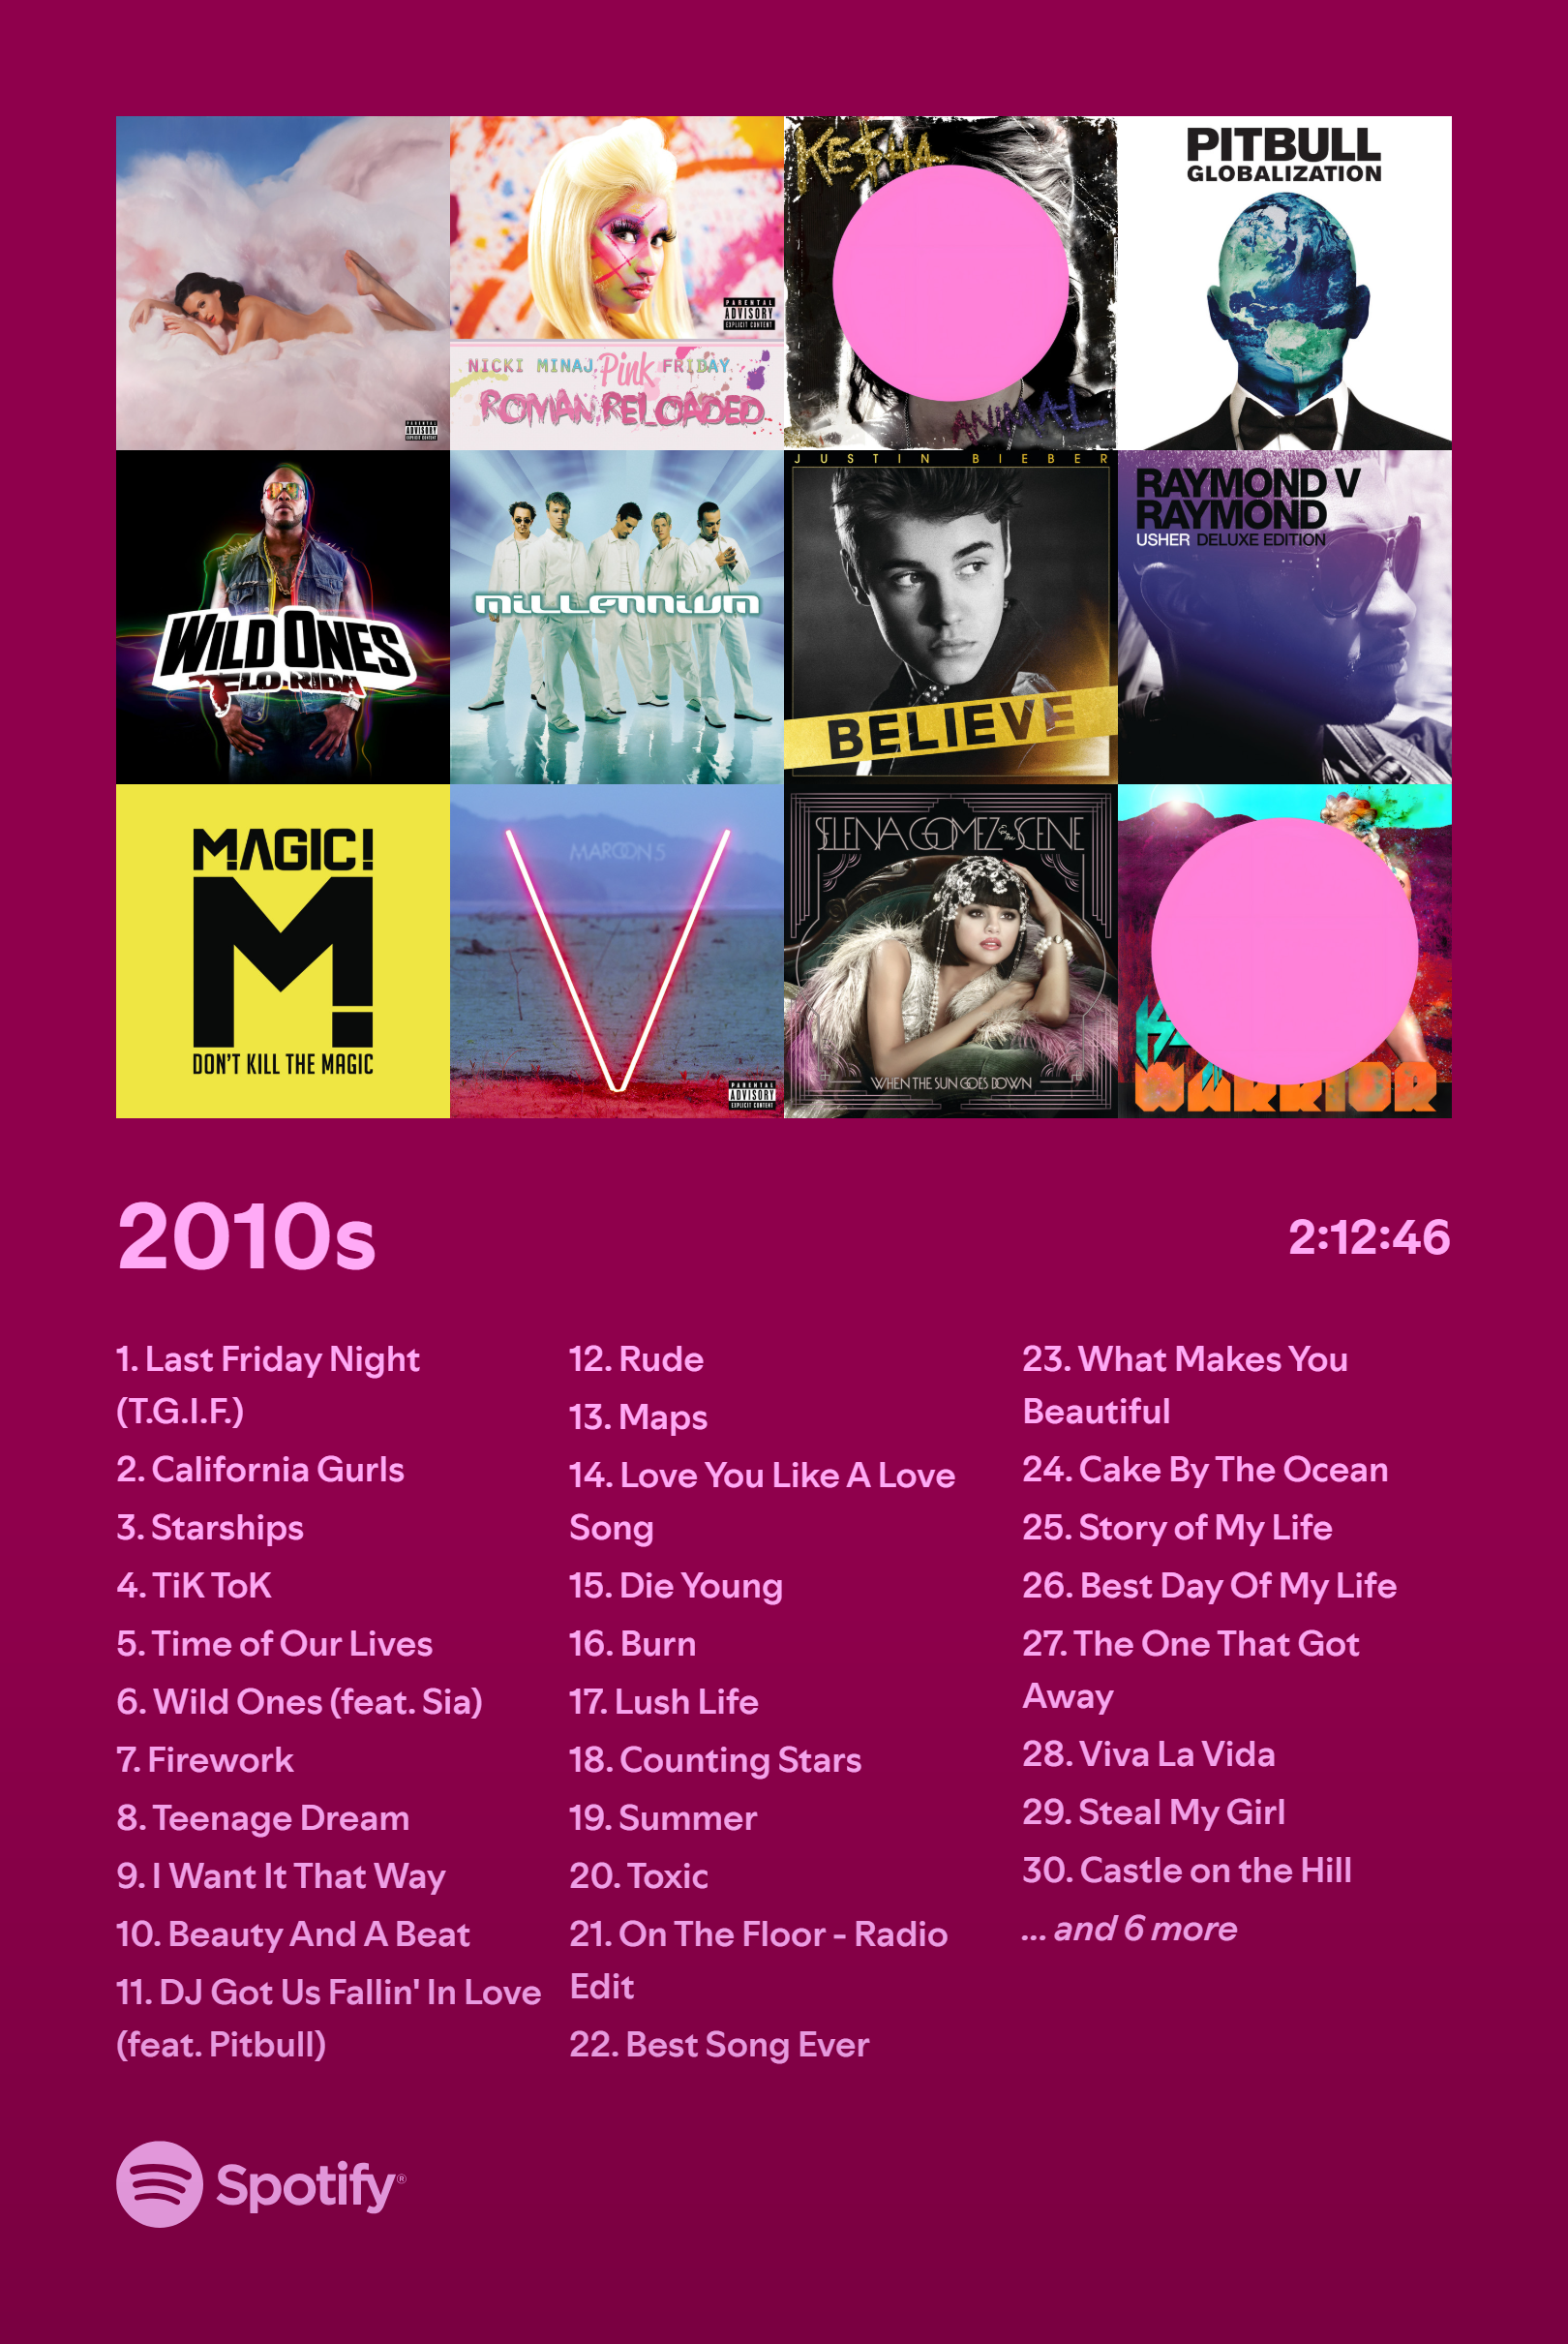 PARENTAL
ADVISORY
EXPLICIT CONTENT
PARENTAL
ADVISORY
EXPLICIT CONTENT
NICKI MINAJ Pink FRIDAY
ROMAN RELOADED
KE$HA
ANIMAL
PITBULL
GLOBALIZATION
WILD ONES
FLO-RIDA
MILLENNIUM
JUSTIN BIEBER
BELIEVE
RAYMOND V
RAYMOND
USHER DELUXE EDITION
MAGIC!
M!
DON'T KILL THE MAGIC
MAROON 5
V
PARENTAL
ADVISORY
EXPLICIT CONTENT
SELENA GOMEZ & The SCENE
WHEN THE SUN GOES DOWN
WARRIOR
2010s
2:12:46
1. Last Friday Night
(T.G.I.F.)
2. California Gurls
3. Starships
4. TiK ToK
5. Time of Our Lives
6. Wild Ones (feat. Sia)
7. Firework
8. Teenage Dream
9. I Want It That Way
10. Beauty And A Beat
11. DJ Got Us Fallin' In Love
(feat. Pitbull)
12. Rude
13. Maps
14. Love You Like A Love
Song
15. Die Young
16. Burn
17. Lush Life
18. Counting Stars
19. Summer
20. Toxic
21. On The Floor - Radio
Edit
22. Best Song Ever
23. What Makes You
Beautiful
24. Cake By The Ocean
25. Story of My Life
26. Best Day Of My Life
27. The One That Got
Away
28. Viva La Vida
29. Steal My Girl
30. Castle on the Hill
... and 6 more
Spotify®